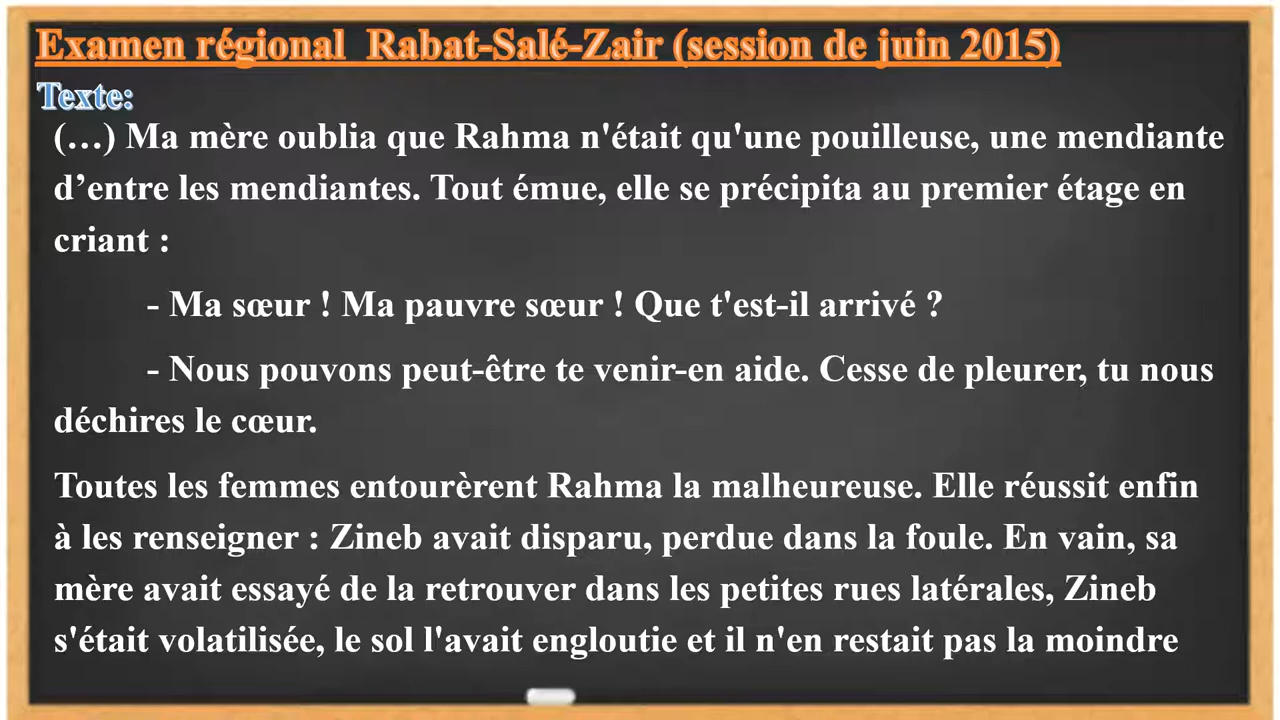 Examen régional Rabat-Salé-Zair (session de juin 2015)
Texte:
(…) Ma mère oublia que Rahma n'était qu'une pouilleuse, une mendiante
d’entre les mendiantes. Tout émue, elle se précipita au premier étage en
criant :
- Ma sœur ! Ma pauvre sœur ! Que t'est-il arrivé ?
- Nous pouvons peut-être te venir-en aide. Cesse de pleurer, tu nous
déchires le cœur.
Toutes les femmes entourèrent Rahma la malheureuse. Elle réussit enfin
à les renseigner : Zineb avait disparu, perdue dans la foule. En vain, sa
mère avait essayé de la retrouver dans les petites rues latérales, Zineb
s'était volatilisée, le sol l'avait engloutie et il n'en restait pas la moindre